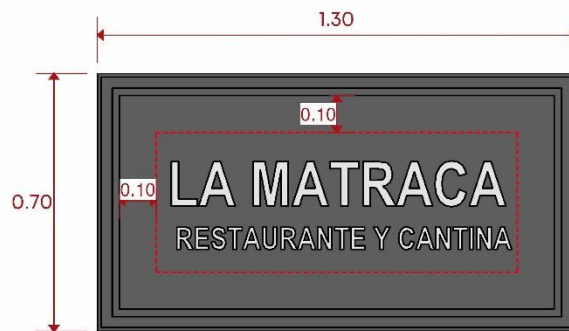 1.30
0.10
0.70
0.10
LA MATRACA
RESTAURANTE Y CANTINA